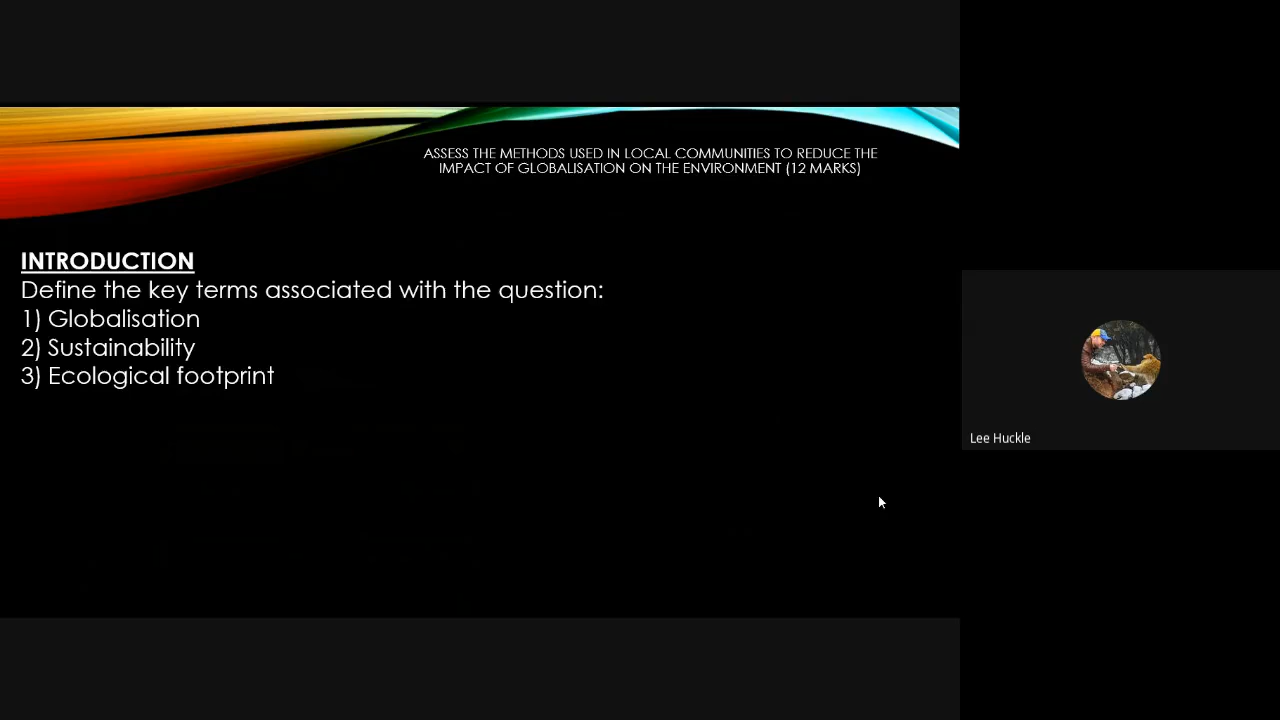 ASSESS THE METHODS USED IN LOCAL COMMUNITIES TO REDUCE THE
IMPACT OF GLOBALISATION ON THE ENVIRONMENT (12 MARKS)
INTRODUCTION
Define the key terms associated with the question:
1) Globalisation
2) Sustainability
3) Ecological footprint
Lee Huckle